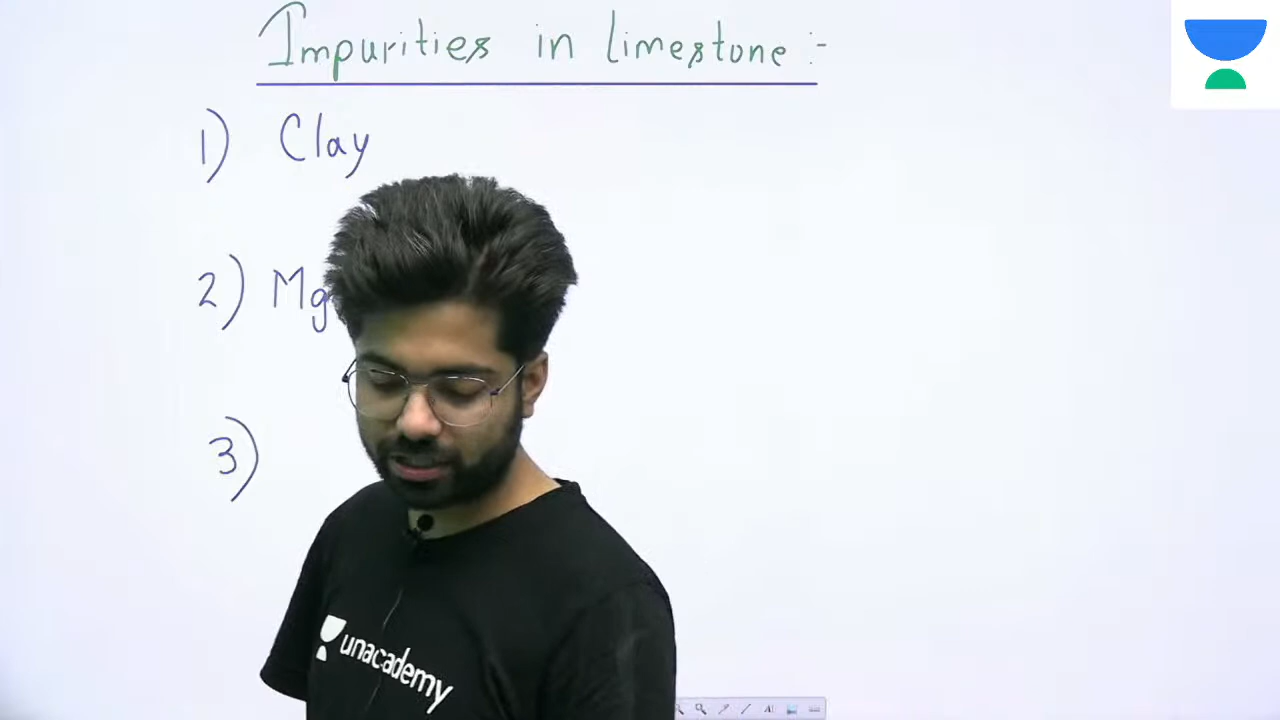 Impurities in limestone :-
1) Clay
2) Mg
3)
unacademy